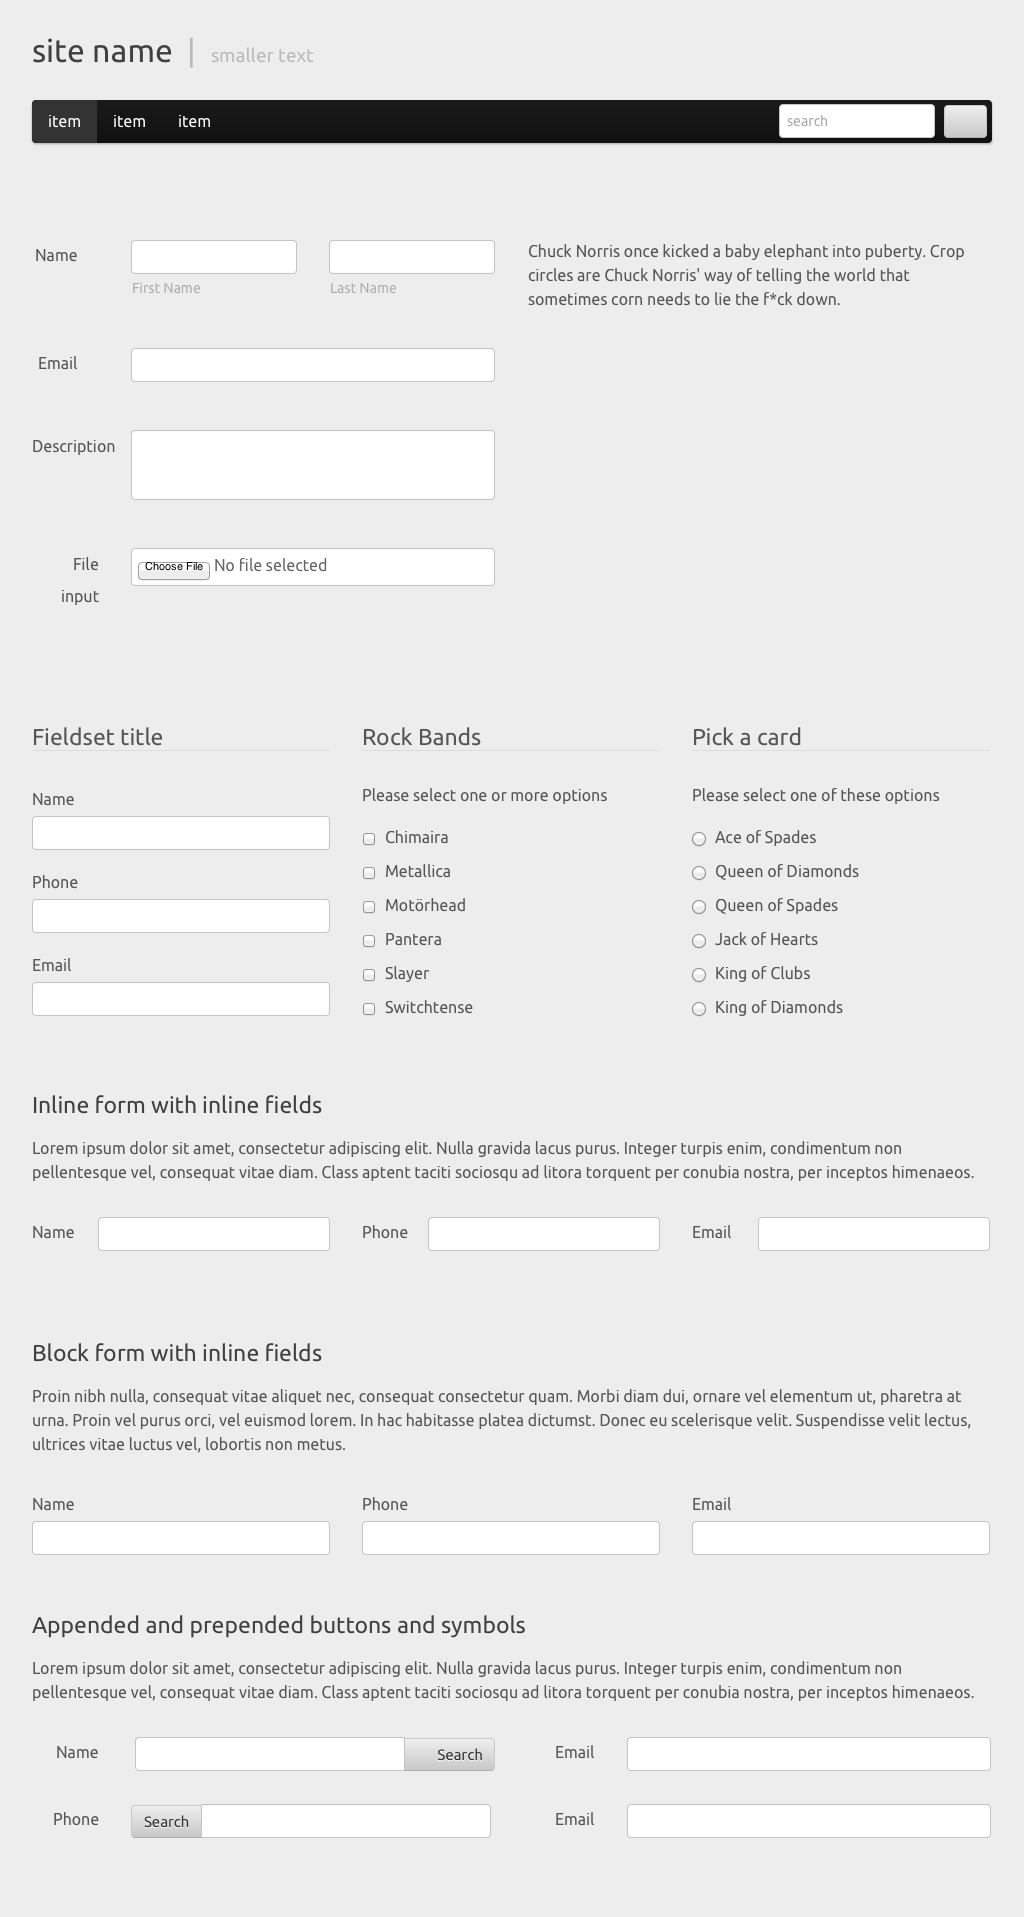 site name | smaller text
item item item search
Name
First Name Last Name
Chuck Norris once kicked a baby elephant into puberty. Crop
circles are Chuck Norris' way of telling the world that
sometimes corn needs to lie the f*ck down.
Email
Description
File
input
Choose File No file selected
Fieldset title
Name
Phone
Email
Rock Bands
Please select one or more options
Chimaira
Metallica
Motörhead
Pantera
Slayer
Switchtense
Pick a card
Please select one of these options
Ace of Spades
Queen of Diamonds
Queen of Spades
Jack of Hearts
King of Clubs
King of Diamonds
Inline form with inline fields
Lorem ipsum dolor sit amet, consectetur adipiscing elit. Nulla gravida lacus purus. Integer turpis enim, condimentum non
pellentesque vel, consequat vitae diam. Class aptent taciti sociosqu ad litora torquent per conubia nostra, per inceptos himenaeos.
Name Phone Email
Block form with inline fields
Proin nibh nulla, consequat vitae aliquet nec, consequat consectetur quam. Morbi diam dui, ornare vel elementum ut, pharetra at
urna. Proin vel purus orci, vel euismod lorem. In hac habitasse platea dictumst. Donec eu scelerisque velit. Suspendisse velit lectus,
ultrices vitae luctus vel, lobortis non metus.
Name Phone Email
Appended and prepended buttons and symbols
Lorem ipsum dolor sit amet, consectetur adipiscing elit. Nulla gravida lacus purus. Integer turpis enim, condimentum non
pellentesque vel, consequat vitae diam. Class aptent taciti sociosqu ad litora torquent per conubia nostra, per inceptos himenaeos.
Name Search Email
Phone Search Email